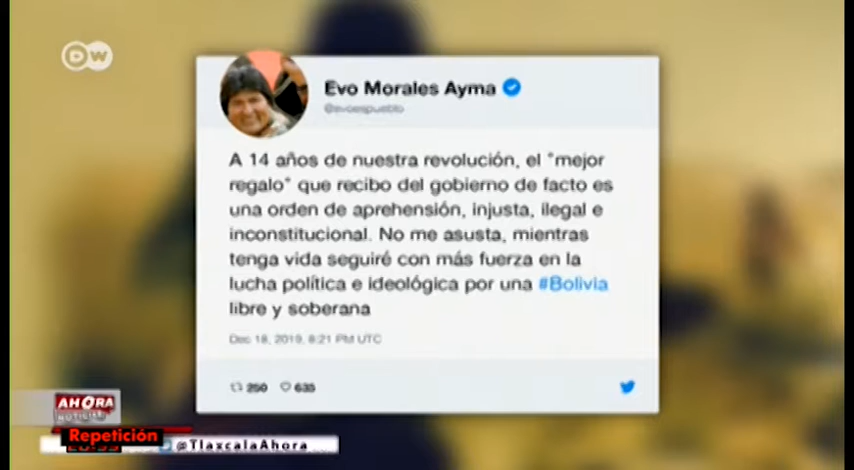 DW
Evo Morales Ayma
@evoespueblo
A 14 años de nuestra revolución, el "mejor
regalo" que recibo del gobierno de facto es
una orden de aprehensión, injusta, ilegal e
inconstitucional. No me asusta, mientras
tenga vida seguiré con más fuerza en la
lucha política e ideológica por una #Bolivia
libre y soberana
Dec 18, 2019, 8:21 PM UTC
250 635
AHORA
NOTICIAS
Repetición
@TlaxcalaAhora